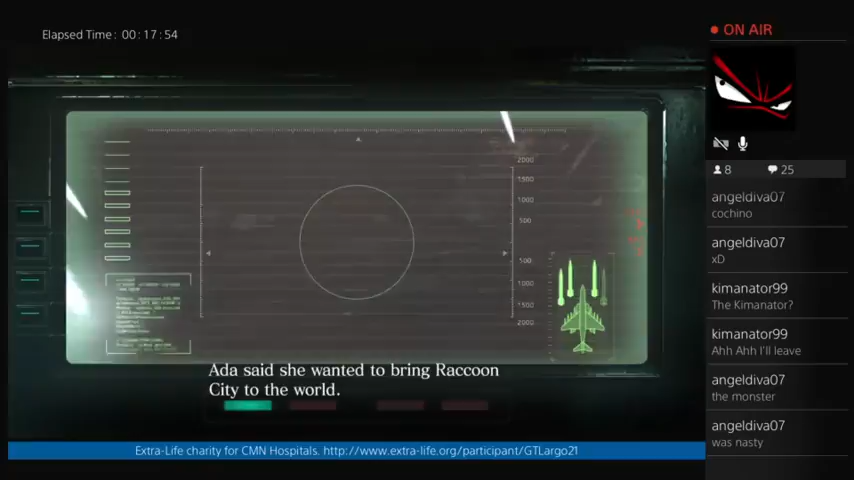 Elapsed Time: 00:17:54
ON AIR
8
25
angeldiva07
cochino
angeldiva07
xD
kimanator99
The Kimanator?
kimanator99
Ahh Ahh I'll leave
angeldiva07
the monster
angeldiva07
was nasty
2000
1500
1000
500
500
1000
1500
2000
Ada said she wanted to bring Raccoon
City to the world.
Extra-Life charity for CMN Hospitals. http://www.extra-life.org/participant/GTLargo21